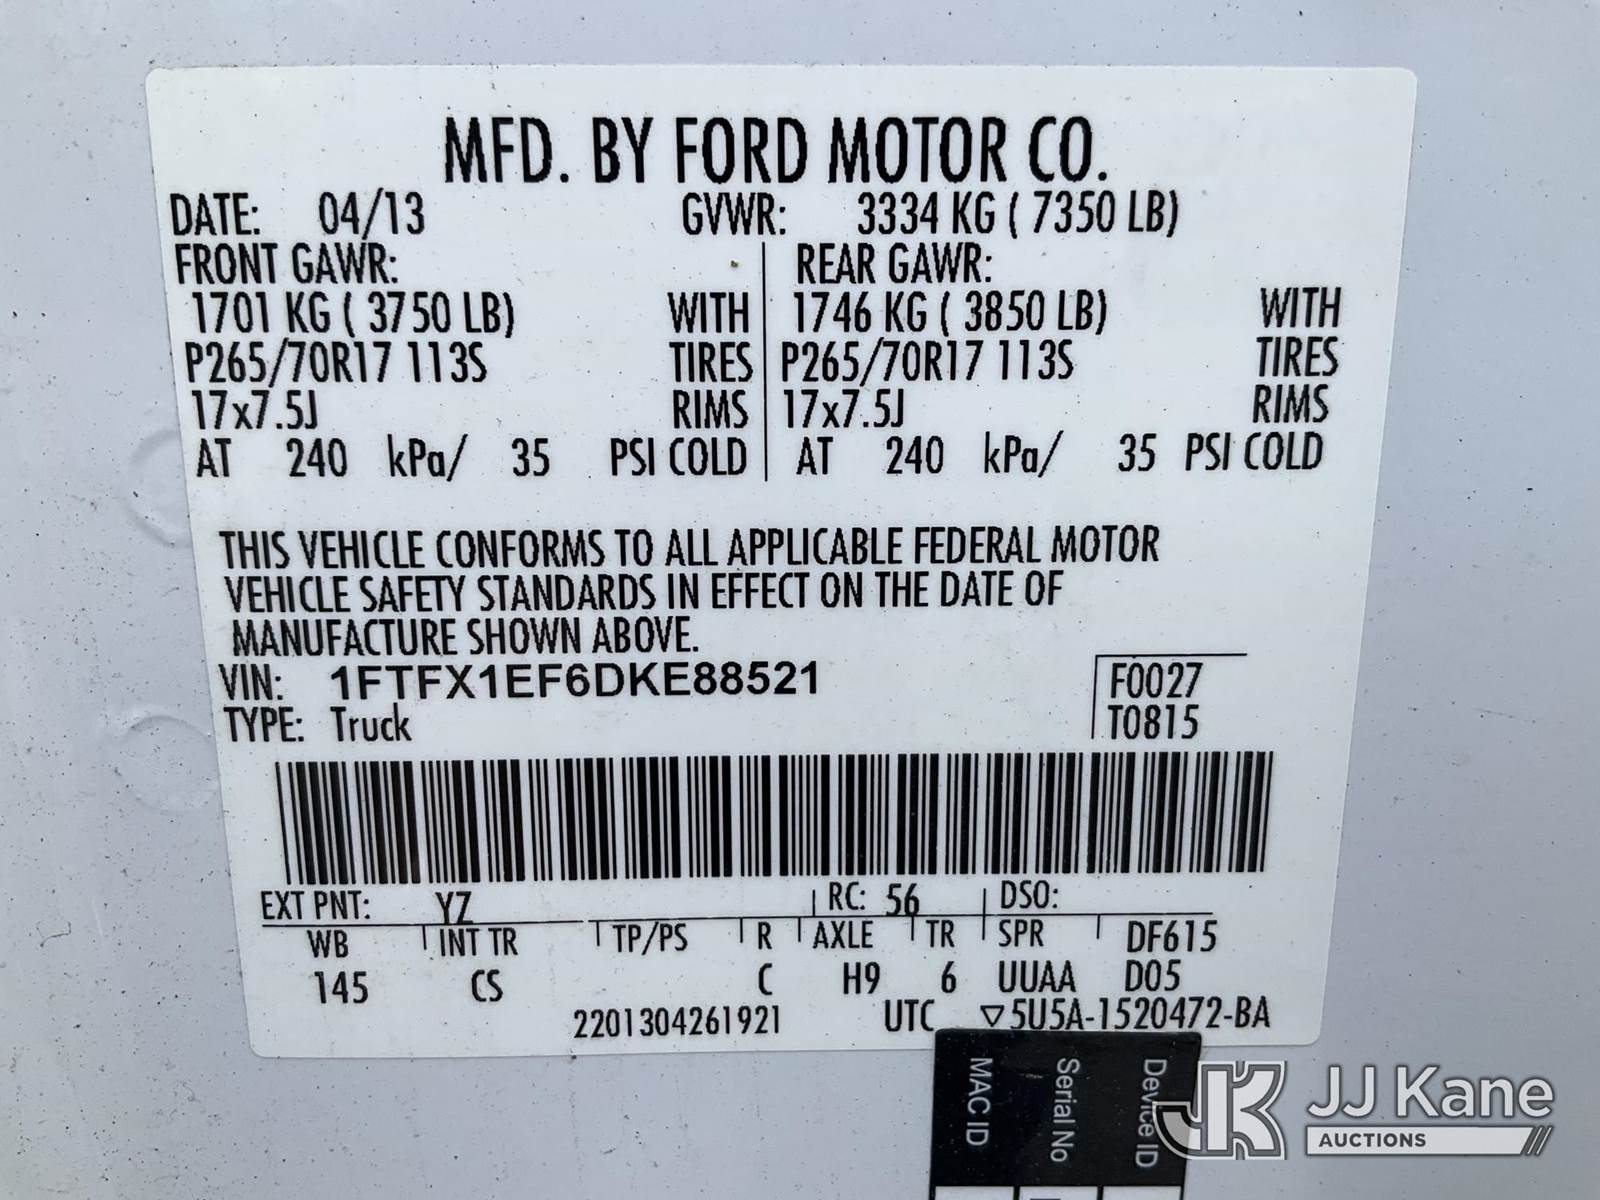 MFD. BY FORD MOTOR CO.
DATE: 04/13 GVWR: 3334 KG ( 7350 LB)
FRONT GAWR: REAR GAWR:
1701 KG ( 3750 LB) WITH 1746 KG ( 3850 LB) WITH
P265/70R17 113S TIRES P265/70R17 113S TIRES
17x7.5J RIMS 17x7.5J RIMS
AT 240 kPa/ 35 PSI COLD AT 240 kPa/ 35 PSI COLD
THIS VEHICLE CONFORMS TO ALL APPLICABLE FEDERAL MOTOR
VEHICLE SAFETY STANDARDS IN EFFECT ON THE DATE OF
MANUFACTURE SHOWN ABOVE.
VIN: 1FTFX1EF6DKE88521 F0027
TYPE: Truck T0815
EXT PNT: YZ RC: 56 DSO:
WB INT TR TP/PS R AXLE TR SPR DF615
145 CS C H9 6 UUAA D05
2201304261921 UTC ▽5U5A-1520472-BA
Device ID
Serial No
MAC ID
JK JJ Kane
AUCTIONS